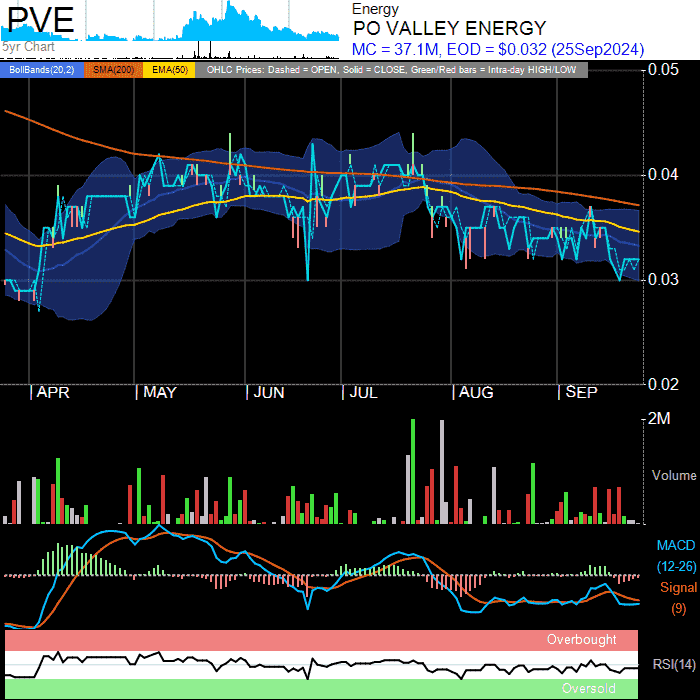 PVE
5yr Chart
Energy
PO VALLEY ENERGY
MC = 37.1M, EOD = $0.032 (25Sep2024)
BollBands(20,2) SMA(200) EMA(50) OHLC Prices: Dashed = OPEN, Solid = CLOSE, Green/Red bars = Intra-day HIGH/LOW
0.05
0.04
0.03
0.02
APR MAY JUN JUL AUG SEP
2M
Volume
MACD
(12-26)
Signal
(9)
Overbought
RSI(14)
Oversold